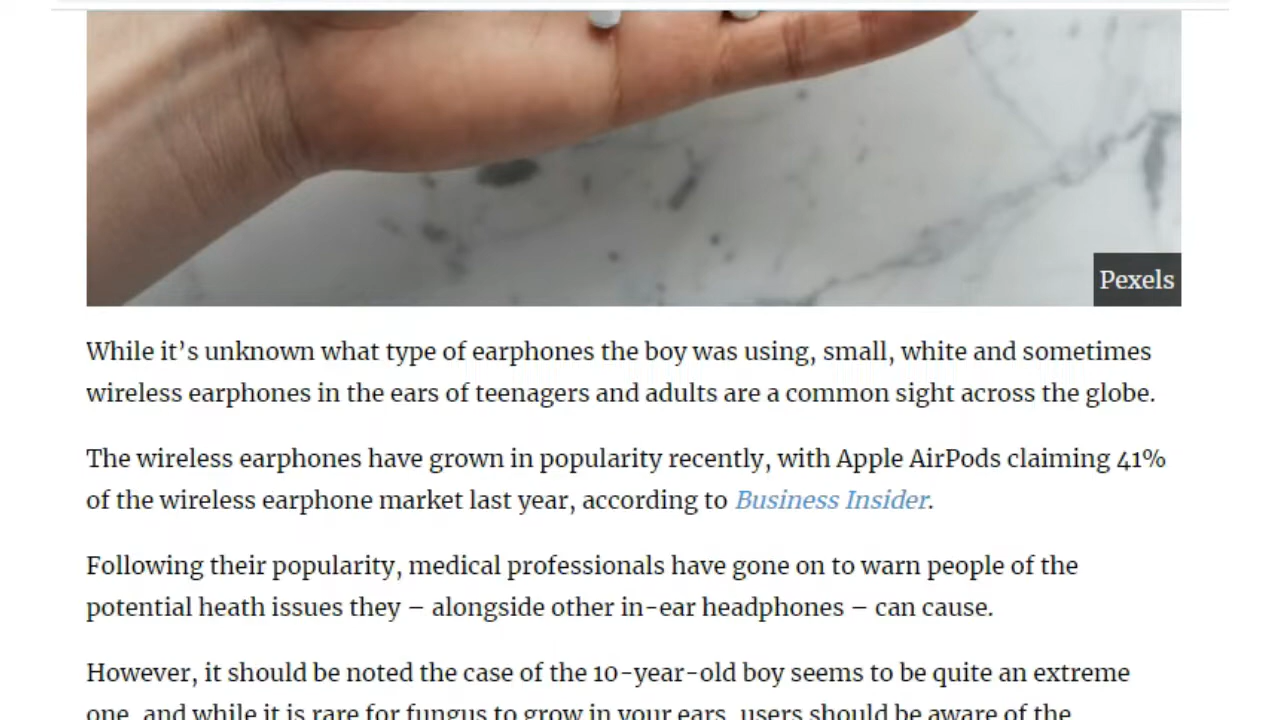 Pexels
While it’s unknown what type of earphones the boy was using, small, white and sometimes
wireless earphones in the ears of teenagers and adults are a common sight across the globe.
The wireless earphones have grown in popularity recently, with Apple AirPods claiming 41%
of the wireless earphone market last year, according to Business Insider.
Following their popularity, medical professionals have gone on to warn people of the
potential heath issues they – alongside other in-ear headphones – can cause.
However, it should be noted the case of the 10-year-old boy seems to be quite an extreme
one, and while it is rare for fungus to grow in your ears, users should be aware of the